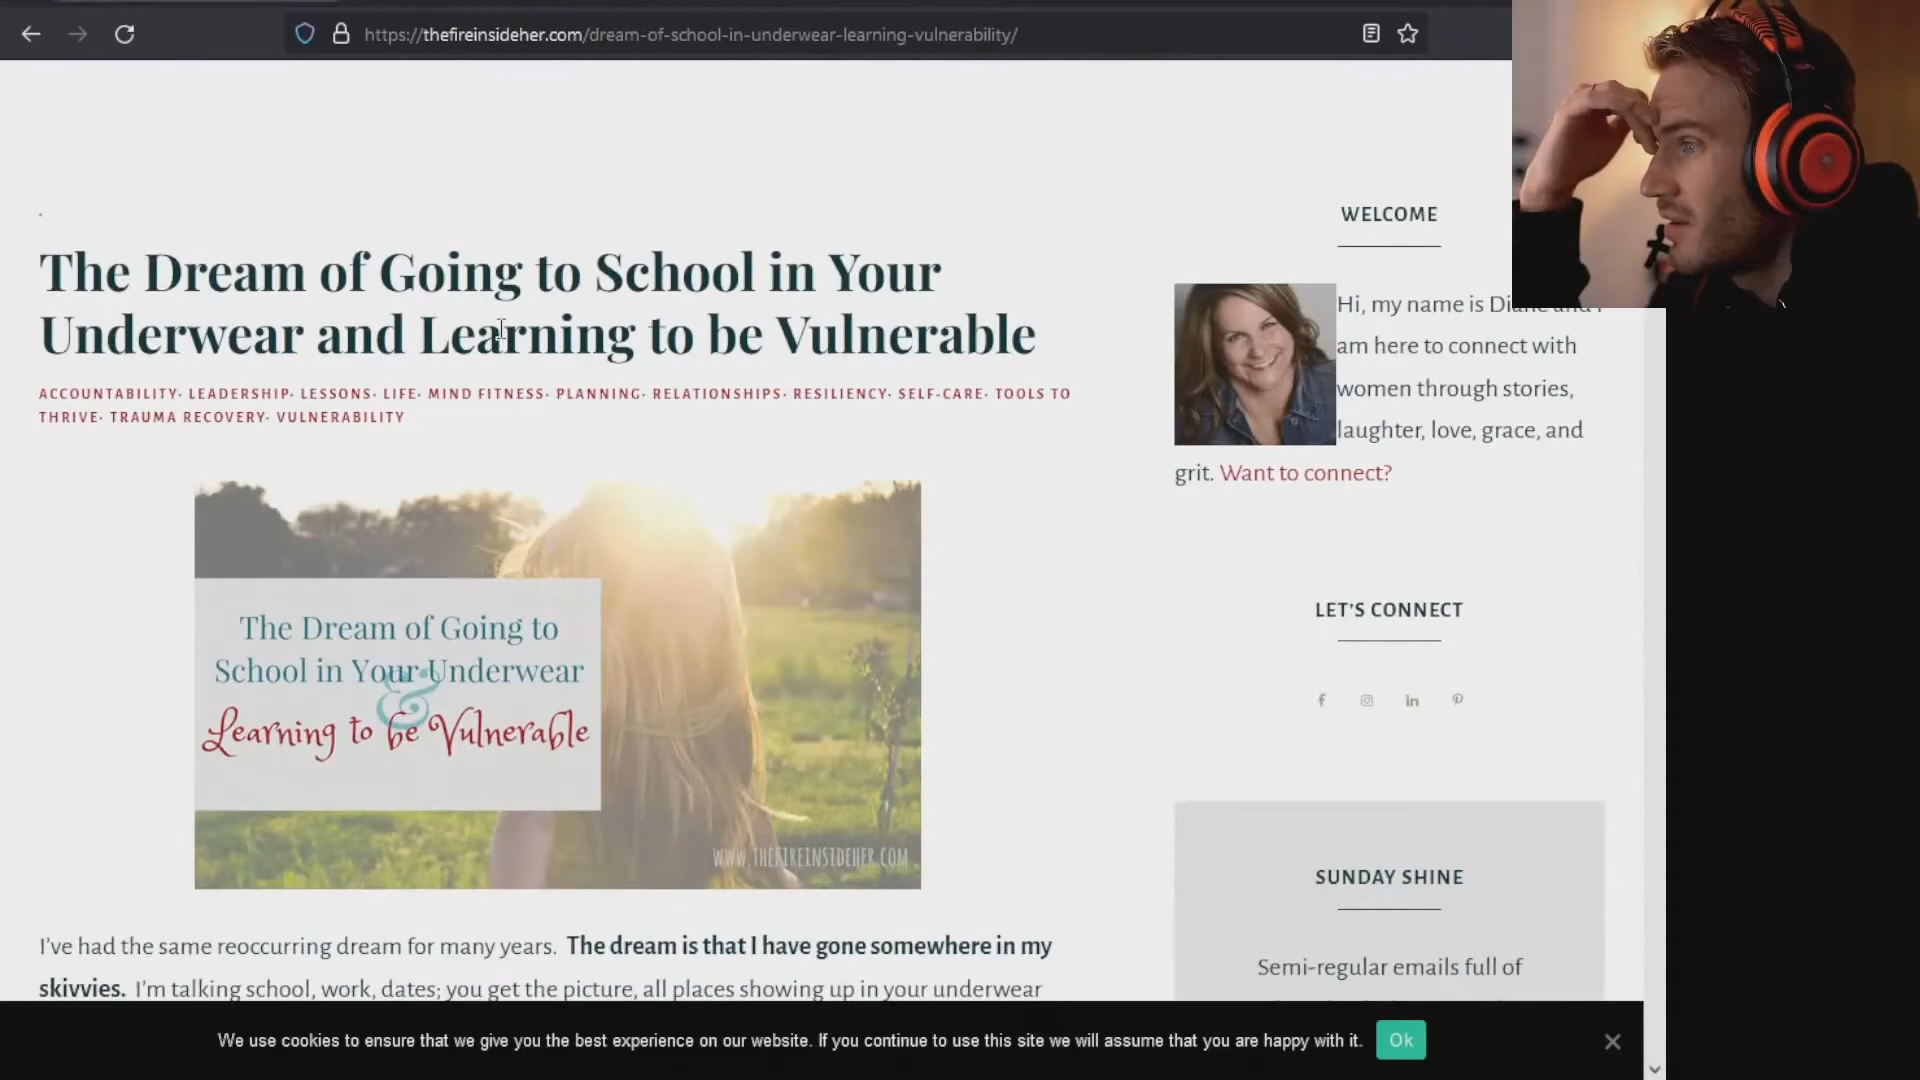 https://thefireinsideher.com/dream-of-school-in-underwear-learning-vulnerability/
The Dream of Going to School in Your
Underwear and Learning to be Vulnerable
ACCOUNTABILITY· LEADERSHIP· LESSONS· LIFE· MIND FITNESS· PLANNING· RELATIONSHIPS· RESILIENCY· SELF-CARE· TOOLS TO
THRIVE· TRAUMA RECOVERY· VULNERABILITY
The Dream of Going to
School in Your Underwear
&
Learning to be Vulnerable
WWW.THEFIREINSIDEHER.COM
I've had the same reoccurring dream for many years. The dream is that I have gone somewhere in my
skivvies. I'm talking school, work, dates; you get the picture, all places showing up in your underwear
WELCOME
Hi, my name is
am here to connect with
women through stories,
laughter, love, grace, and
grit. Want to connect?
LET'S CONNECT
SUNDAY SHINE
Semi-regular emails full of
We use cookies to ensure that we give you the best experience on our website. If you continue to use this site we will assume that you are happy with it.
Ok